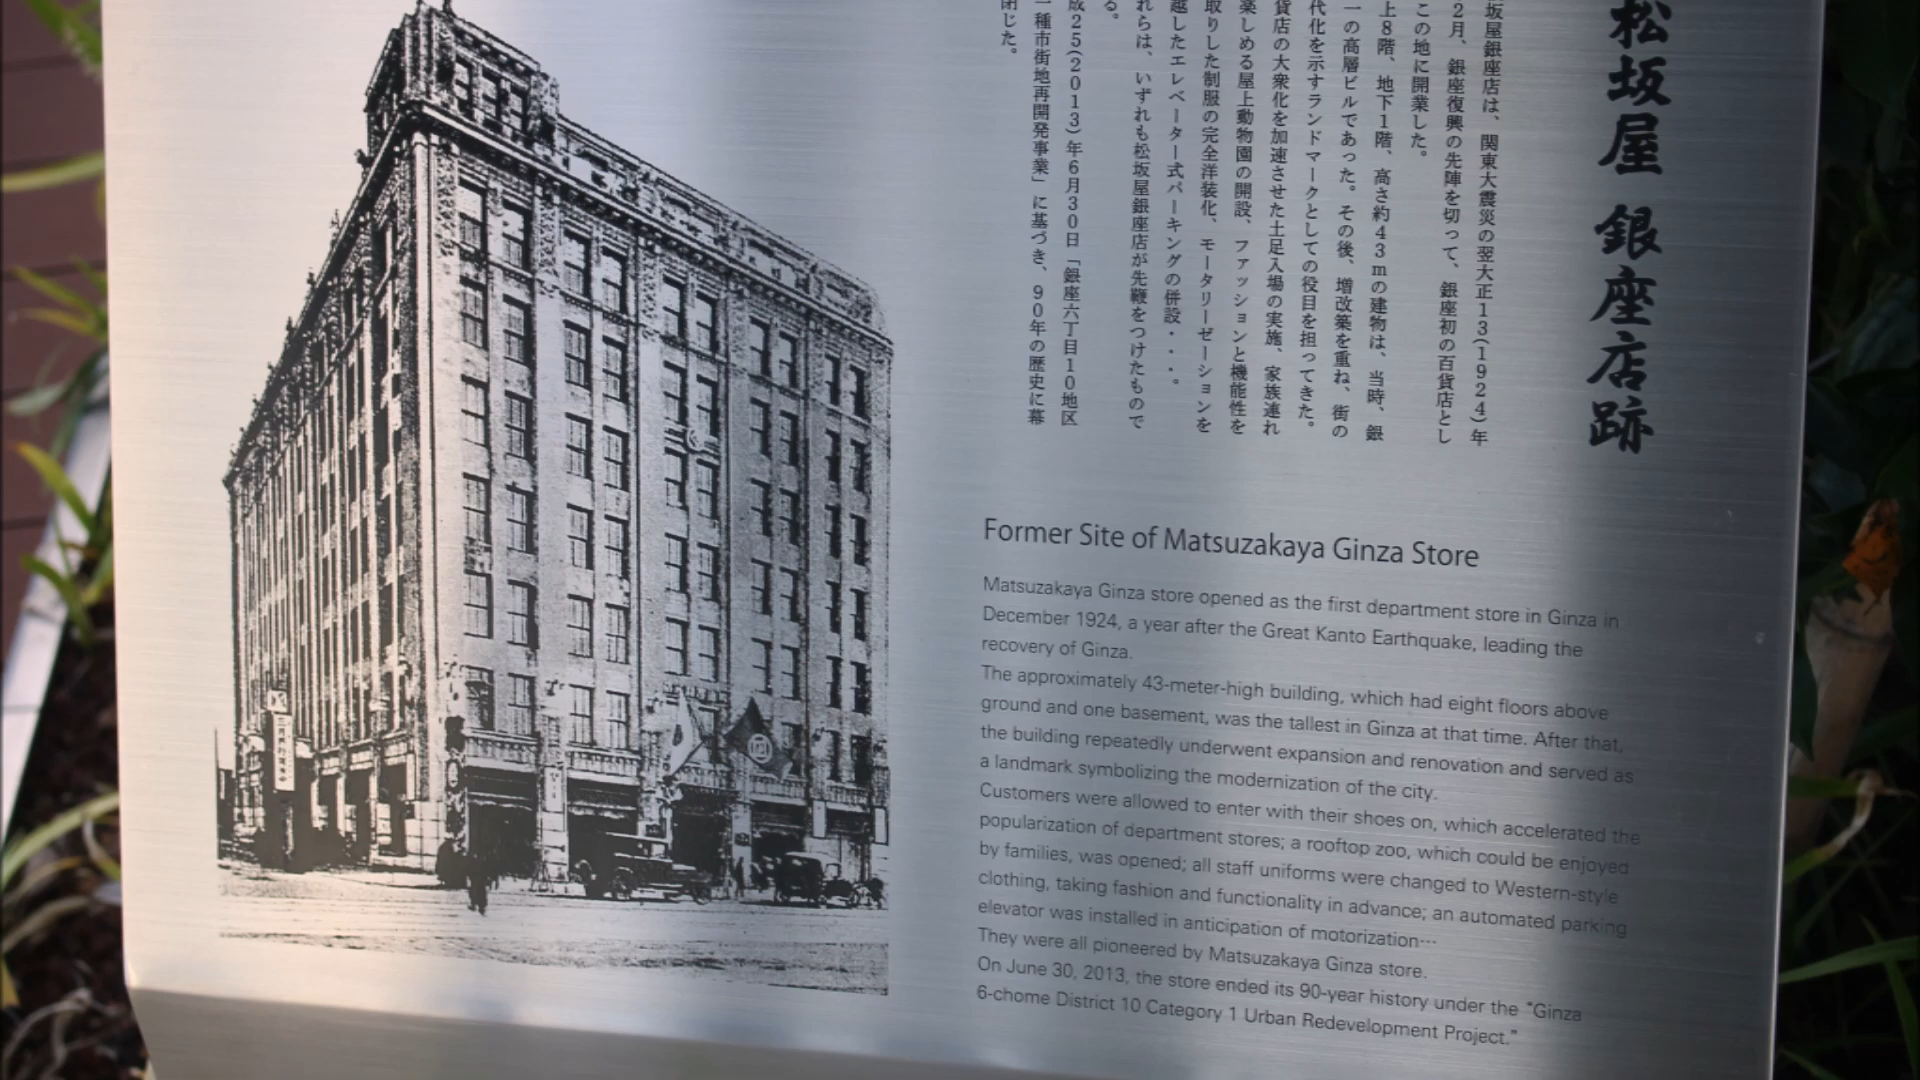 松坂屋 銀座店跡
坂屋銀座店は、関東大震災の翌大正13(1924)年
2月、銀座復興の先陣を切って、銀座初の百貨店とし
この地に開業した。
上8階、地下1階、高さ約43mの建物は、当時、銀
一の高層ビルであった。その後、増改築を重ね、街の
代化を示すランドマークとしての役目を担ってきた。
貨店の大衆化を加速させた土足入場の実施、家族連れ
楽しめる屋上動物園の開設、ファッションと機能性を
取りした制服の完全洋装化、モータリーゼーションを
越したエレベーター式パーキングの併設・・・。
れらは、いずれも松坂屋銀座店が先鞭をつけたもので
る。
成25(2013)年6月30日「銀座六丁目10地区
一種市街地再開発事業」に基づき、90年の歴史に幕
閉じた。
Former Site of Matsuzakaya Ginza Store
Matsuzakaya Ginza store opened as the first department store in Ginza in
December 1924, a year after the Great Kanto Earthquake, leading the
recovery of Ginza.
The approximately 43-meter-high building, which had eight floors above
ground and one basement, was the tallest in Ginza at that time. After that,
the building repeatedly underwent expansion and renovation and served as
a landmark symbolizing the modernization of the city.
Customers were allowed to enter with their shoes on, which accelerated the
popularization of department stores; a rooftop zoo, which could be enjoyed
by families, was opened; all staff uniforms were changed to Western-style
clothing, taking fashion and functionality in advance; an automated parking
elevator was installed in anticipation of motorization…
They were all pioneered by Matsuzakaya Ginza store.
On June 30, 2013, the store ended its 90-year history under the "Ginza
6-chome District 10 Category 1 Urban Redevelopment Project."